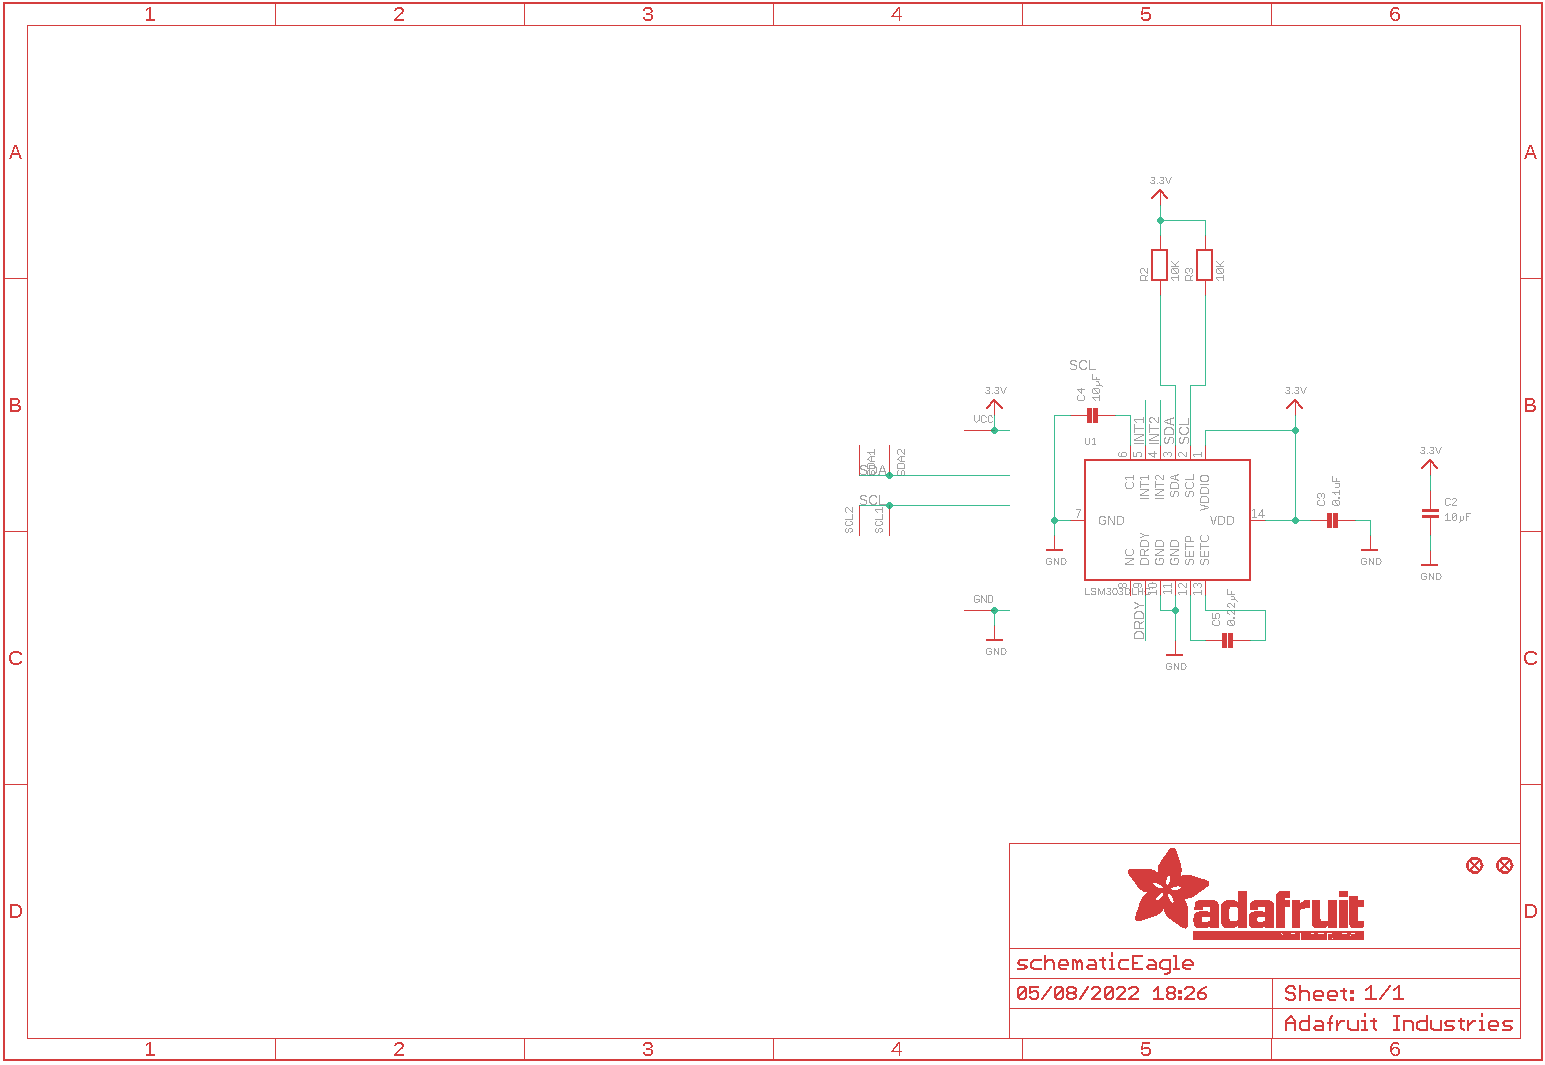 1 2 3 4 5 6
A A
3.3V
R2 10K R3 10K
SCL
C4 10µF
3.3V
VCC
3.3V
B B
INT1 INT2 SDA SCL
U1
6 5 4 3 2 1
SDA1 SDA2
SDA
SCL
SCL2 SCL1
C1 INT1 INT2 SDA SCL VDDIO
7 GND VDD 14
C3 0.1uF
3.3V
C2
10µF
NC DRDY GND GND SETP SETC
GND
GND
GND
8 9 10 11 12 13
DRDY
C5 0.22µF
GND
GND
GND
C C
D D
adafruit
schematicEagle
05/08/2022 18:26 Sheet: 1/1
Adafruit Industries
1 2 3 4 5 6